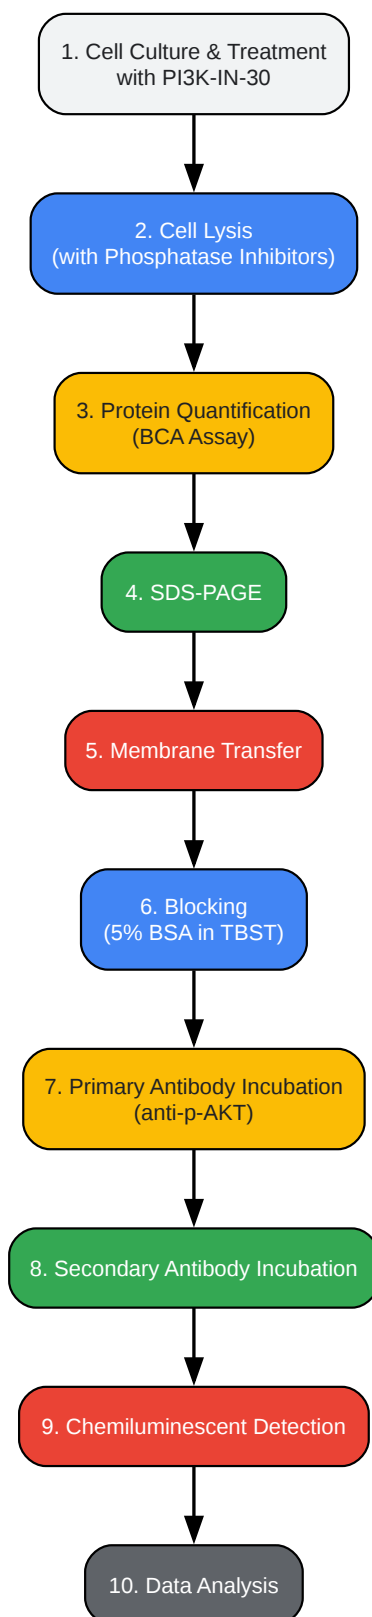 1. Cell Culture & Treatment
with PI3K-IN-30
2. Cell Lysis
(with Phosphatase Inhibitors)
3. Protein Quantification
(BCA Assay)
4. SDS-PAGE
5. Membrane Transfer
6. Blocking
(5% BSA in TBST)
7. Primary Antibody Incubation
(anti-p-AKT)
8. Secondary Antibody Incubation
9. Chemiluminescent Detection
10. Data Analysis